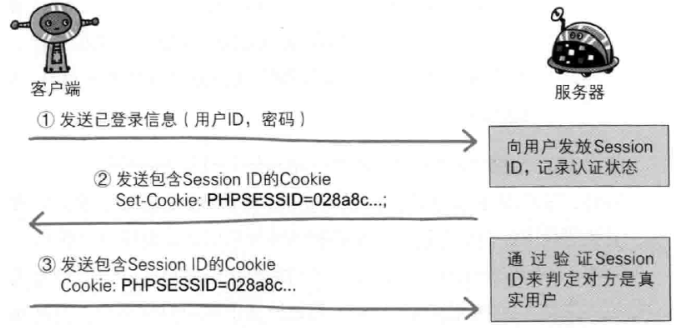 客户端
服务器
① 发送已登录信息（用户ID，密码）
向用户发放Session
ID，记录认证状态
② 发送包含Session ID的Cookie
Set-Cookie: PHPSESSID=028a8c...;
③ 发送包含Session ID的Cookie
Cookie: PHPSESSID=028a8c...
通过验证Session
ID来判定对方是真
实用户